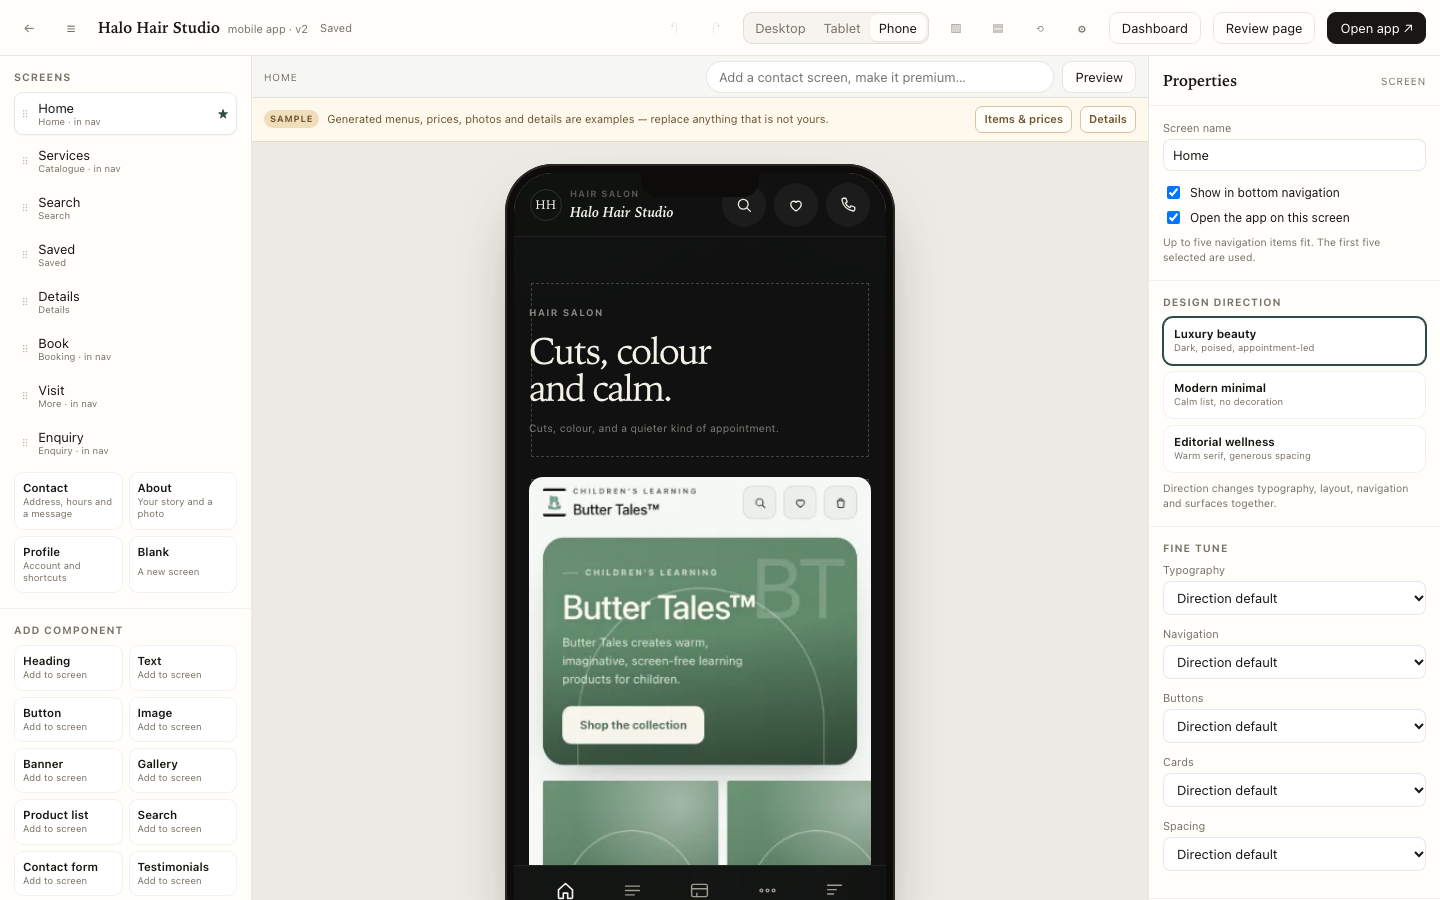 Halo Hair Studio mobile app · v2 Saved
Desktop Tablet Phone
Dashboard
Review page
Open app ↗
SCREENS
Home
Home · in nav
Services
Catalogue · in nav
Search
Search
Saved
Saved
Details
Details
Book
Booking · in nav
Visit
More · in nav
Enquiry
Enquiry · in nav
Contact
Address, hours and
a message
About
Your story and a
photo
Profile
Account and
shortcuts
Blank
A new screen
ADD COMPONENT
Heading
Add to screen
Text
Add to screen
Button
Add to screen
Image
Add to screen
Banner
Add to screen
Gallery
Add to screen
Product list
Add to screen
Search
Add to screen
Contact form
Add to screen
Testimonials
Add to screen
HOME
Add a contact screen, make it premium...
Preview
SAMPLE Generated menus, prices, photos and details are examples — replace anything that is not yours.
Items & prices
Details
HH
HAIR SALON
Halo Hair Studio
HAIR SALON
Cuts, colour
and calm.
Cuts, colour, and a quieter kind of appointment.
CHILDREN'S LEARNING
Butter Tales™
BT
CHILDREN'S LEARNING
Butter Tales™
Butter Tales creates warm,
imaginative, screen-free learning
products for children.
Shop the collection
Properties
SCREEN
Screen name
Home
Show in bottom navigation
Open the app on this screen
Up to five navigation items fit. The first five
selected are used.
DESIGN DIRECTION
Luxury beauty
Dark, poised, appointment-led
Modern minimal
Calm list, no decoration
Editorial wellness
Warm serif, generous spacing
Direction changes typography, layout, navigation
and surfaces together.
FINE TUNE
Typography
Direction default
Navigation
Direction default
Buttons
Direction default
Cards
Direction default
Spacing
Direction default